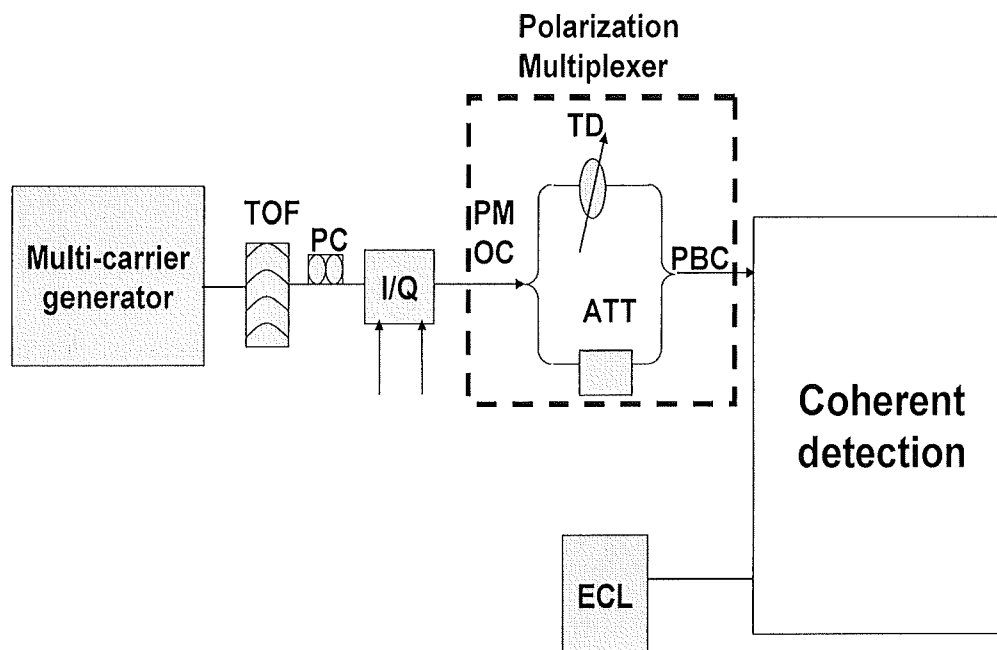 Polarization
Multiplexer
TD
TOF
PM
OC
PC
Multi-carrier
generator
I/Q
PBC
ATT
Coherent
detection
ECL